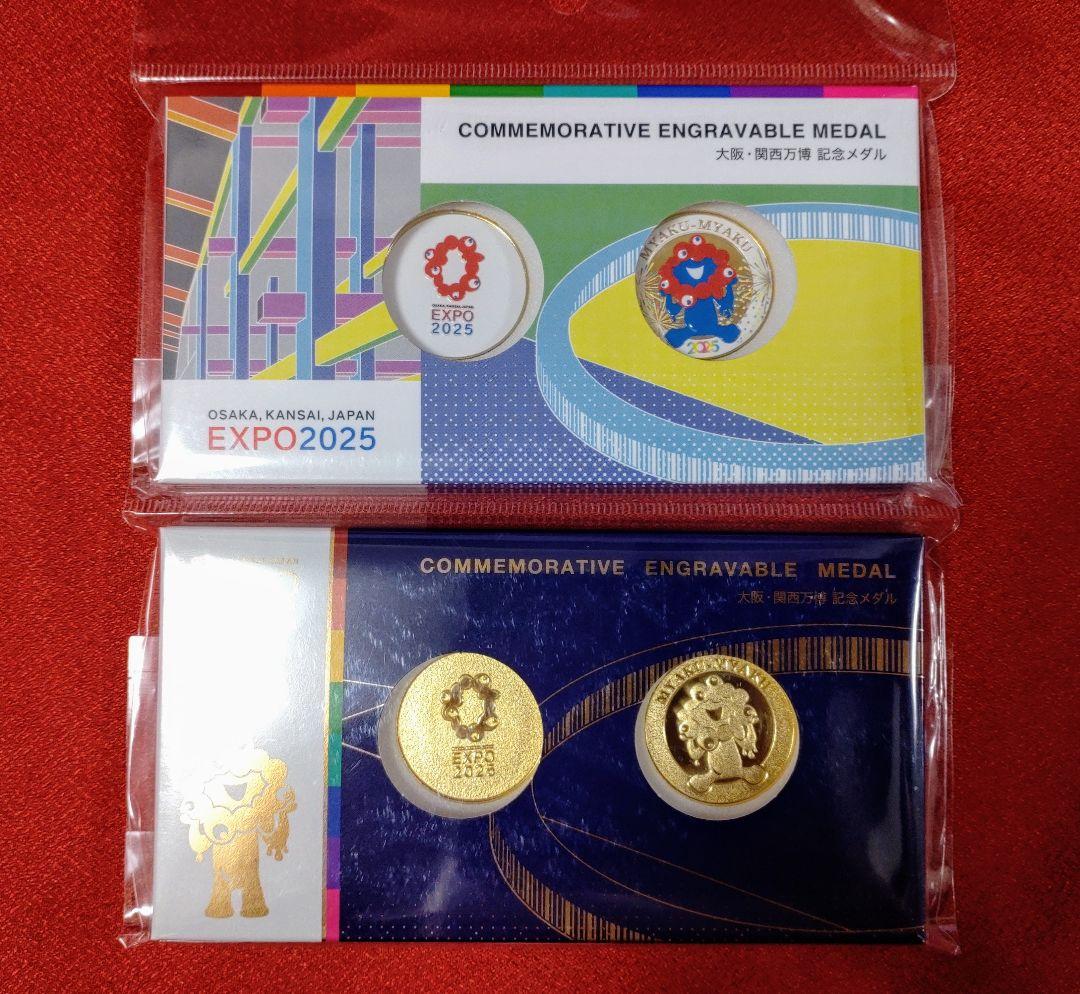 COMMEMORATIVE ENGRAVABLE MEDAL
大阪・関西万博 記念メダル
OSAKA, KANSAI, JAPAN
EXPO
2025
MYAKU-MYAKU
2025
OSAKA, KANSAI, JAPAN
EXPO2025
COMMEMORATIVE ENGRAVABLE MEDAL
大阪・関西万博 記念メダル
EXPO
2025
MYAKU-MYAKU